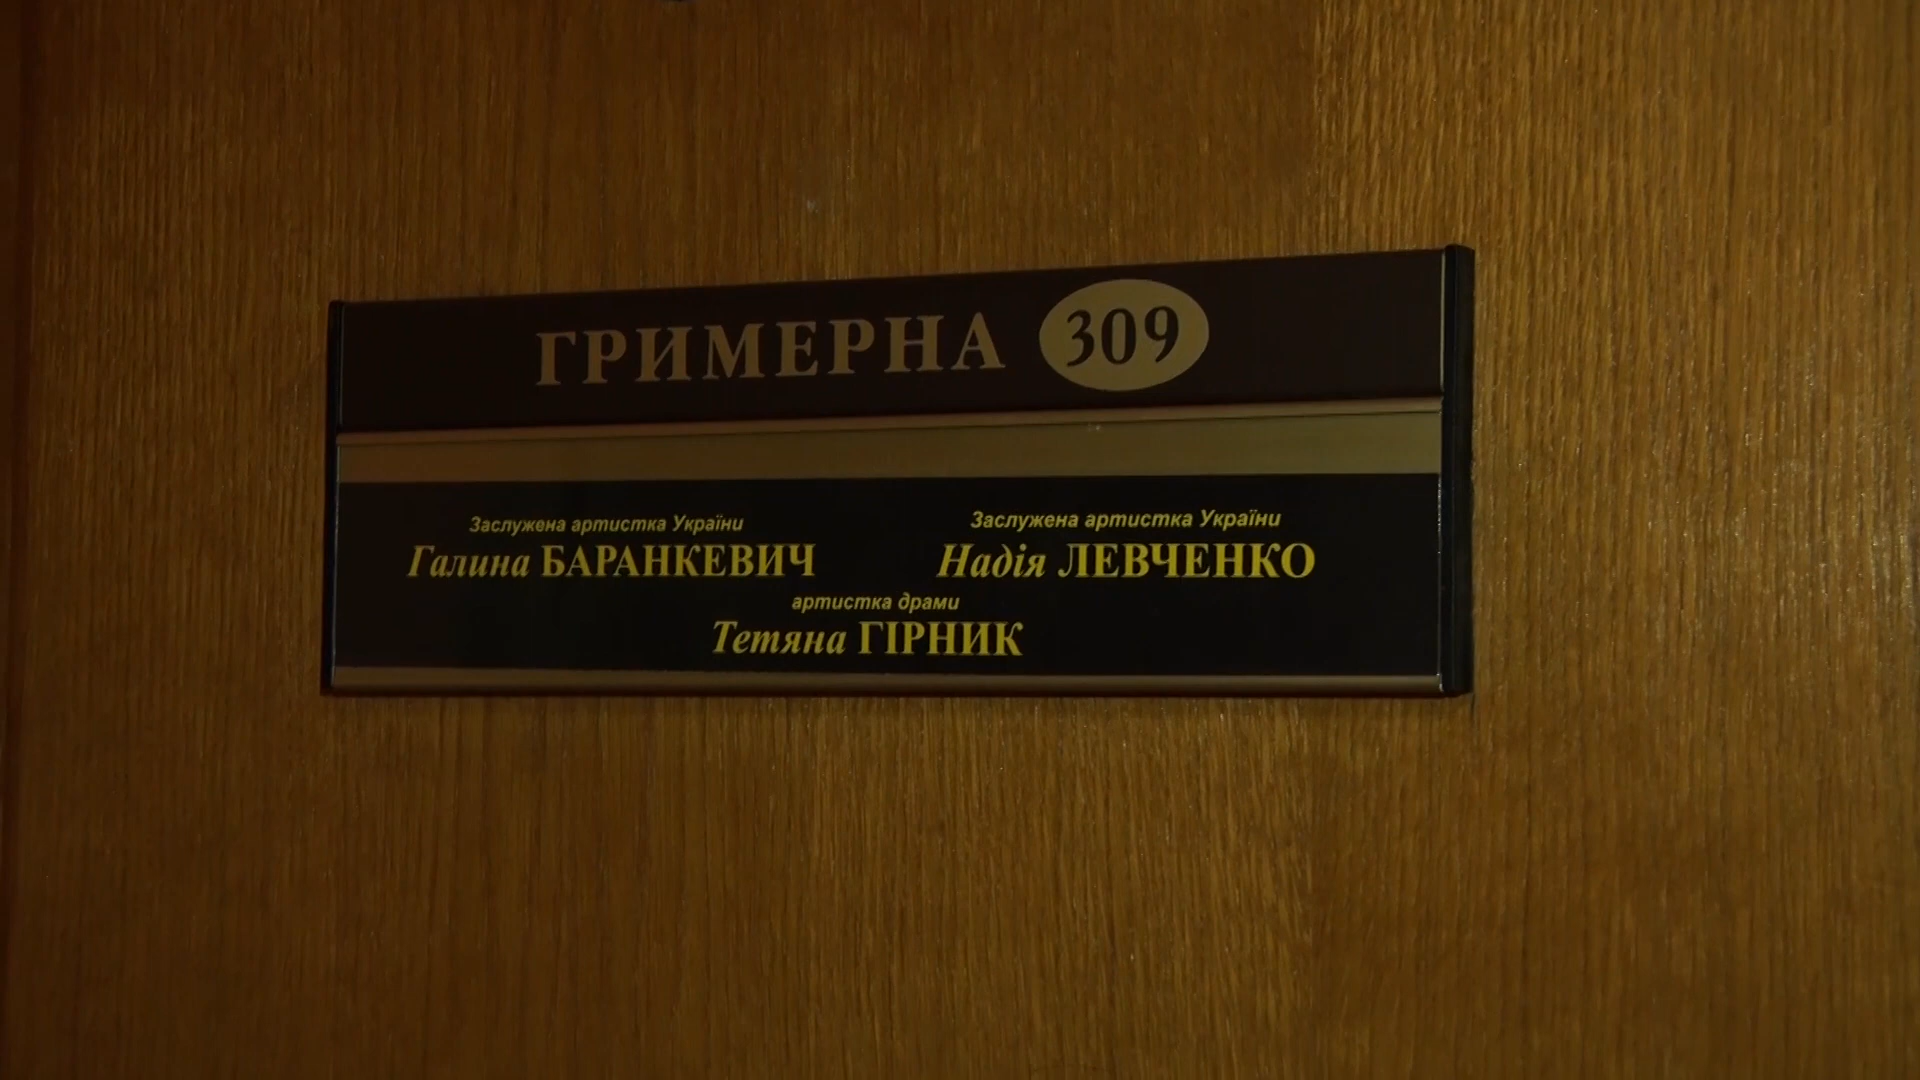 ГРИМЕРНА 309
Заслужена артистка України
Галина БАРАНКЕВИЧ
Заслужена артистка України
Надія ЛЕВЧЕНКО
артистка драми
Тетяна ГІРНИК